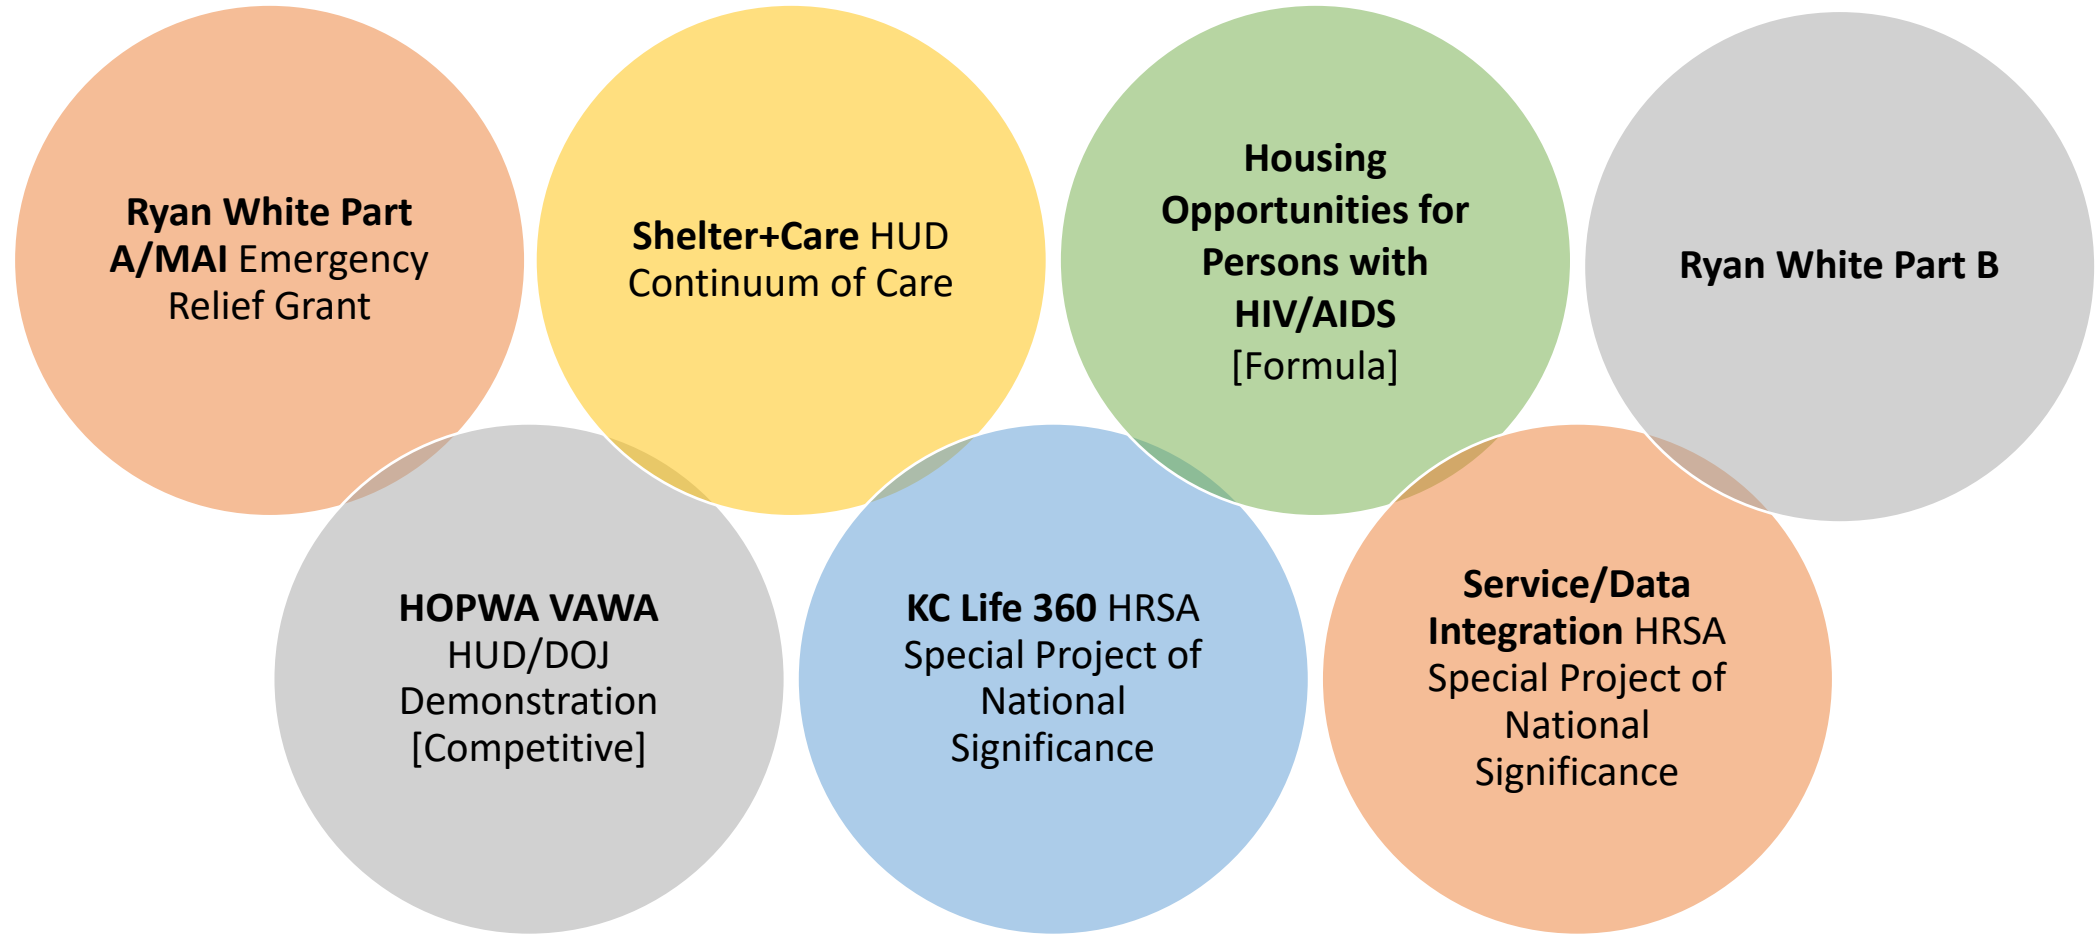 Ryan White Part
A/MAI Emergency
Relief Grant
Shelter+Care HUD
Continuum of Care
Housing
Opportunities for
Persons with
HIV/AIDS
[Formula]
Ryan White Part B
HOPWA VAWA
HUD/DOJ
Demonstration
[Competitive]
KC Life 360 HRSA
Special Project of
National
Significance
Service/Data
Integration HRSA
Special Project of
National
Significance